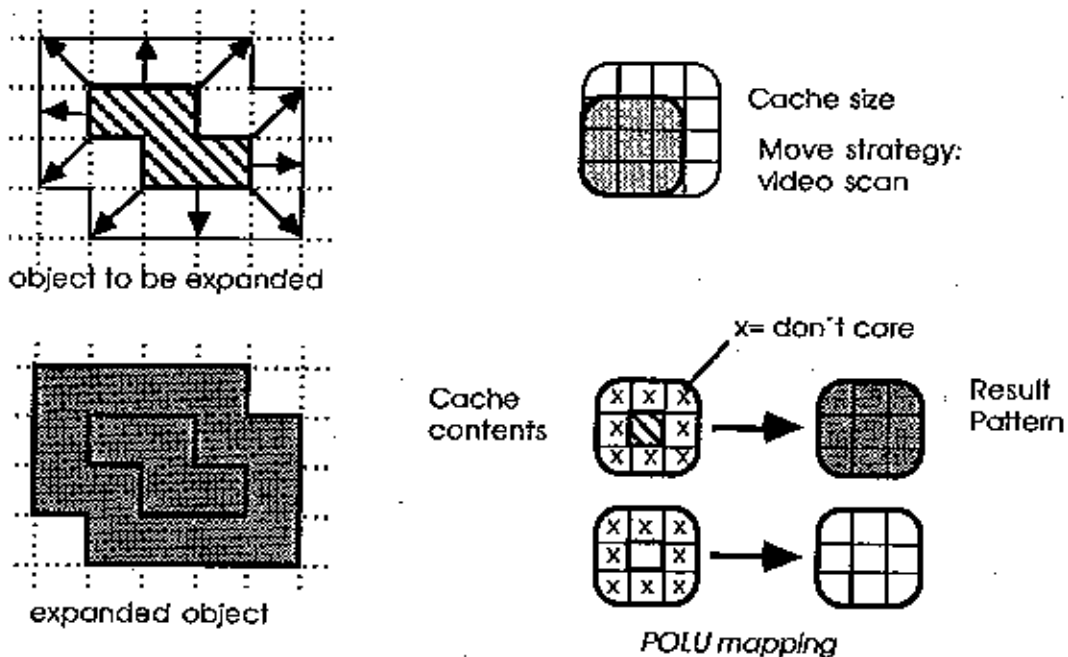 Cache size
Move strategy:
video scan
object to be expanded
x= don't care
Cache
contents
x x x
x x
x x x
Result
Pattern
x x x
x x
x x x
expanded object
POLU mapping